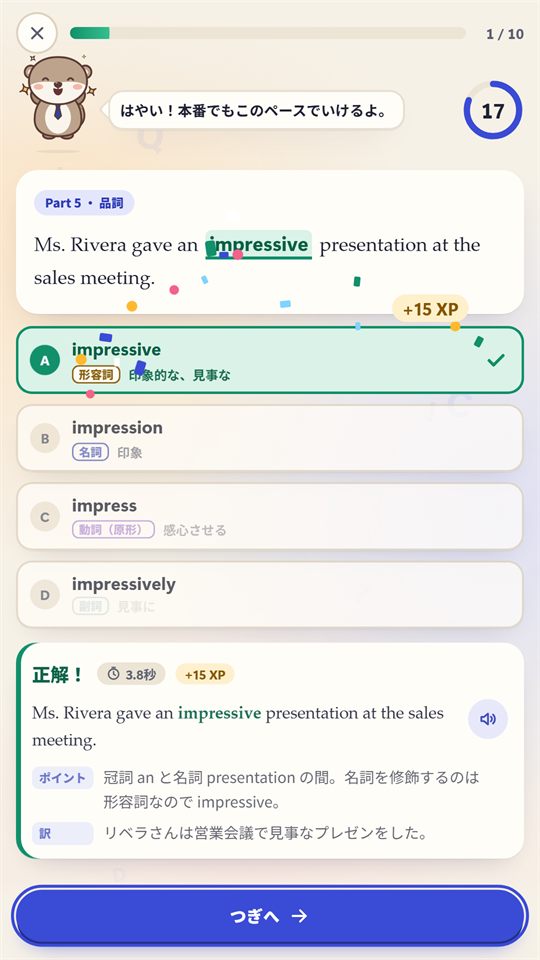 1 / 10
はやい！本番でもこのペースでいけるよ。
17
Part 5 • 品詞
Ms. Rivera gave an impressive presentation at the
sales meeting.
+15 XP
A
impressive
形容詞 印象的な、見事な
B
impression
名詞 印象
C
impress
動詞（原形） 感心させる
D
impressively
副詞 見事に
正解！ 3.8秒 +15 XP
Ms. Rivera gave an impressive presentation at the sales
meeting.
ポイント 冠詞 an と名詞 presentation の間。名詞を修飾するのは
形容詞なので impressive。
訳 リベラさんは営業会議で見事なプレゼンをした。
つぎへ →